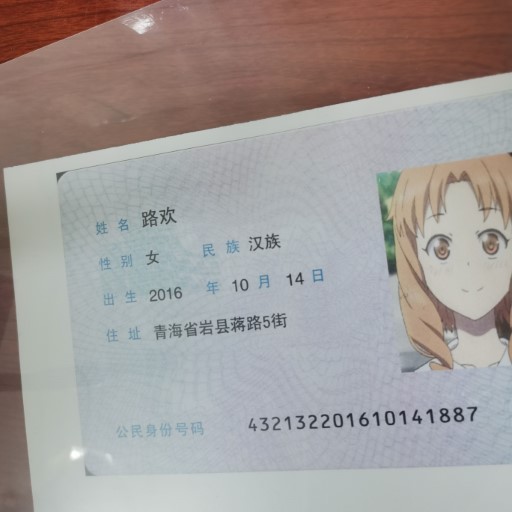 姓名 路欢
性别 女 民族 汉族
出生 2016 年 10 月 14 日
住址 青海省岩县蒋路5街
公民身份号码 432132201610141887